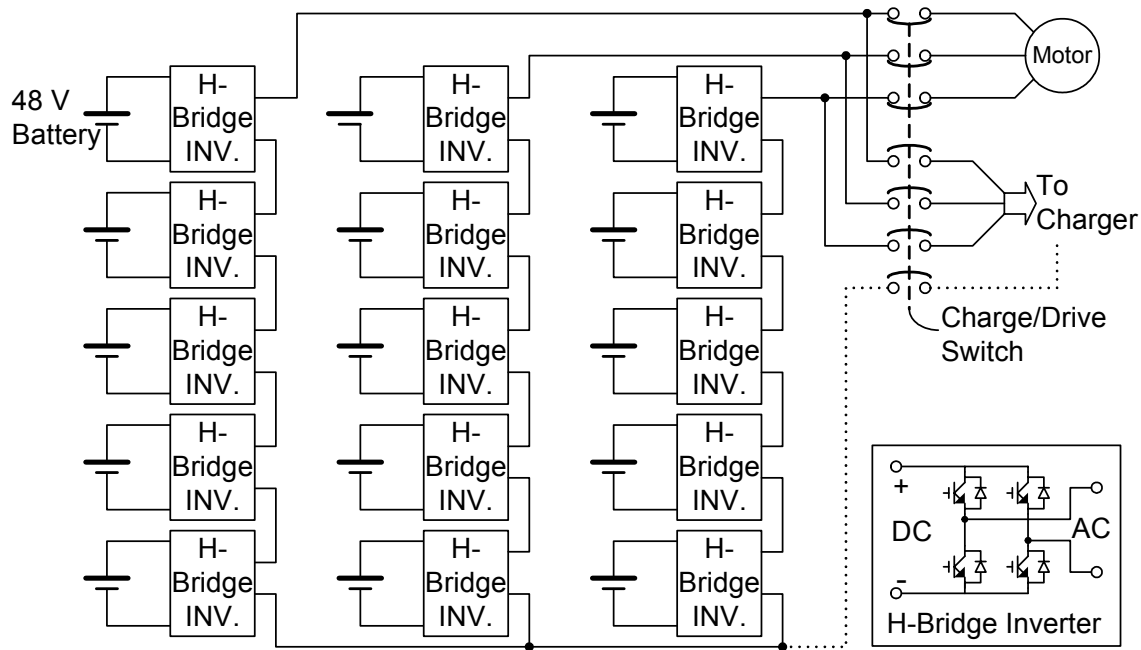 Motor
48 V
Battery
H-
Bridge
INV.
H-
Bridge
INV.
H-
Bridge
INV.
To
Charger
H-
Bridge
INV.
H-
Bridge
INV.
H-
Bridge
INV.
Charge/Drive
Switch
H-
Bridge
INV.
H-
Bridge
INV.
H-
Bridge
INV.
H-
Bridge
INV.
H-
Bridge
INV.
H-
Bridge
INV.
H-
Bridge
INV.
H-
Bridge
INV.
H-
Bridge
INV.
+
DC
AC
-
H-Bridge Inverter